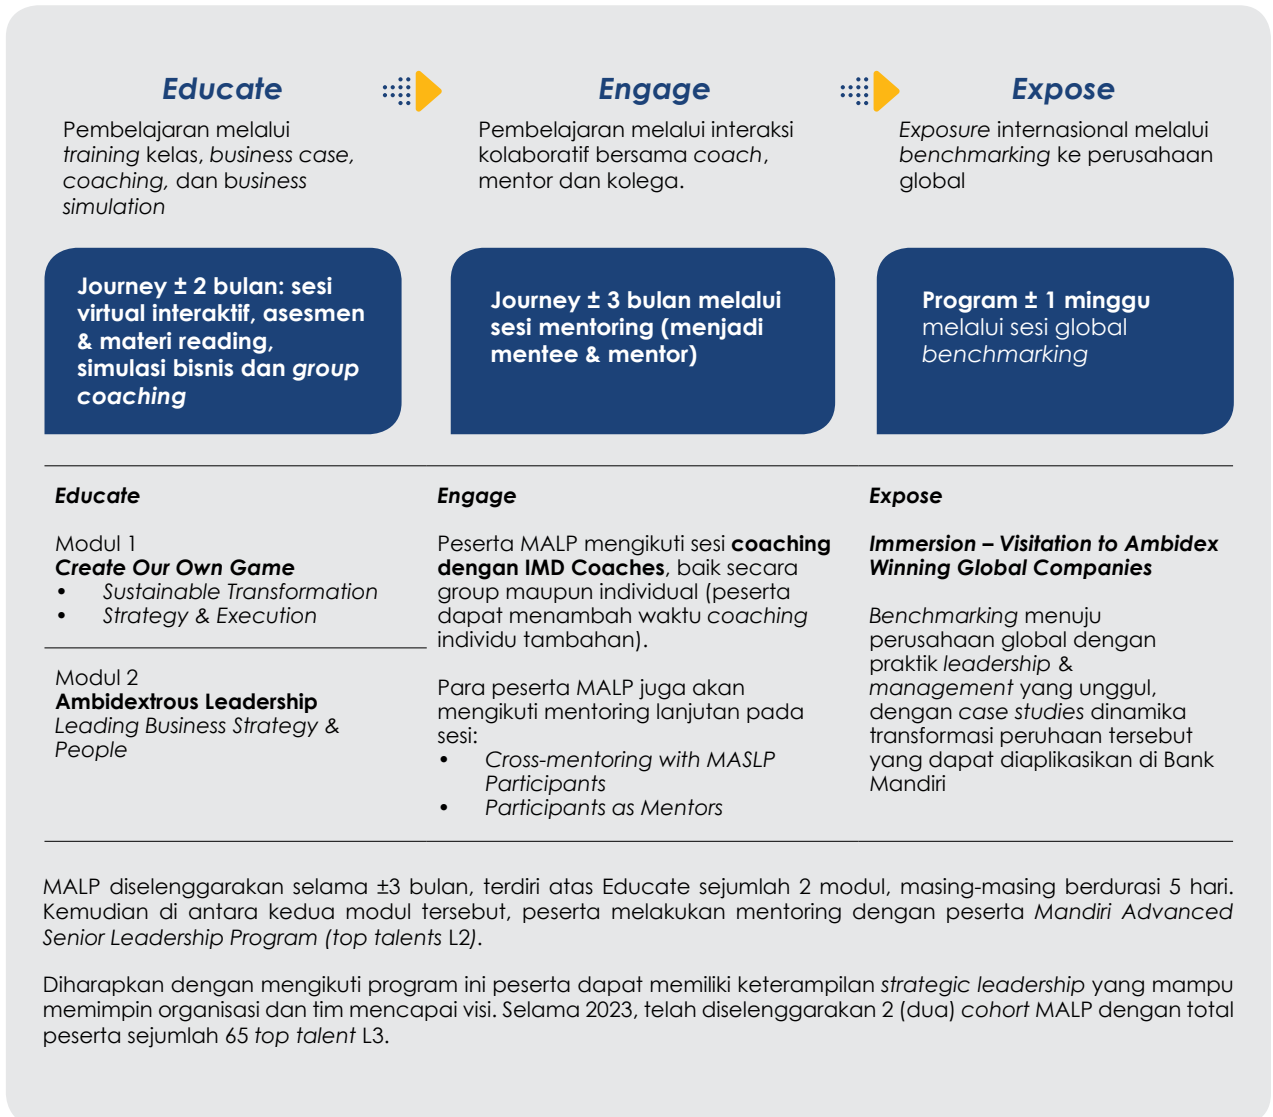 Educate
Pembelajaran melalui
training kelas, business case,
coaching, dan business
simulation
Engage
Pembelajaran melalui interaksi
kolaboratif bersama coach,
mentor dan kolega.
Expose
Exposure internasional melalui
benchmarking ke perusahaan
global
Journey ± 2 bulan: sesi
virtual interaktif, asesmen
& materi reading,
simulasi bisnis dan group
coaching
Journey ± 3 bulan melalui
sesi mentoring (menjadi
mentee & mentor)
Program ± 1 minggu
melalui sesi global
benchmarking
Educate
Modul 1
Create Our Own Game
• Sustainable Transformation
• Strategy & Execution
Modul 2
Ambidextrous Leadership
Leading Business Strategy &
People
Engage
Peserta MALP mengikuti sesi coaching
dengan IMD Coaches, baik secara
group maupun individual (peserta
dapat menambah waktu coaching
individu tambahan).
Para peserta MALP juga akan
mengikuti mentoring lanjutan pada
sesi:
• Cross-mentoring with MASLP
Participants
• Participants as Mentors
Expose
Immersion – Visitation to Ambidex
Winning Global Companies
Benchmarking menuju
perusahaan global dengan
praktik leadership &
management yang unggul,
dengan case studies dinamika
transformasi peruhaan tersebut
yang dapat diaplikasikan di Bank
Mandiri
MALP diselenggarakan selama ±3 bulan, terdiri atas Educate sejumlah 2 modul, masing-masing berdurasi 5 hari.
Kemudian di antara kedua modul tersebut, peserta melakukan mentoring dengan peserta Mandiri Advanced
Senior Leadership Program (top talents L2).
Diharapkan dengan mengikuti program ini peserta dapat memiliki keterampilan strategic leadership yang mampu
memimpin organisasi dan tim mencapai visi. Selama 2023, telah diselenggarakan 2 (dua) cohort MALP dengan total
peserta sejumlah 65 top talent L3.